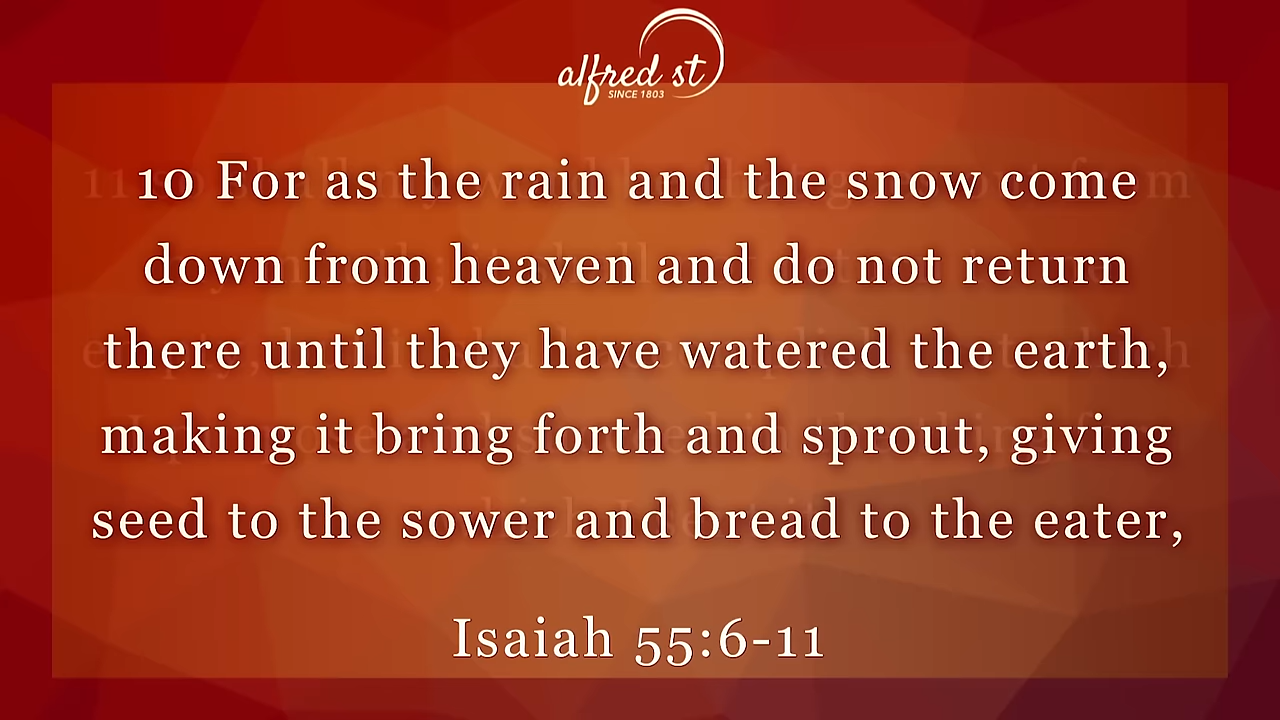 alfred st
SINCE 1803
10 For as the rain and the snow come
down from heaven and do not return
there until they have watered the earth,
making it bring forth and sprout, giving
seed to the sower and bread to the eater,
Isaiah 55:6-11